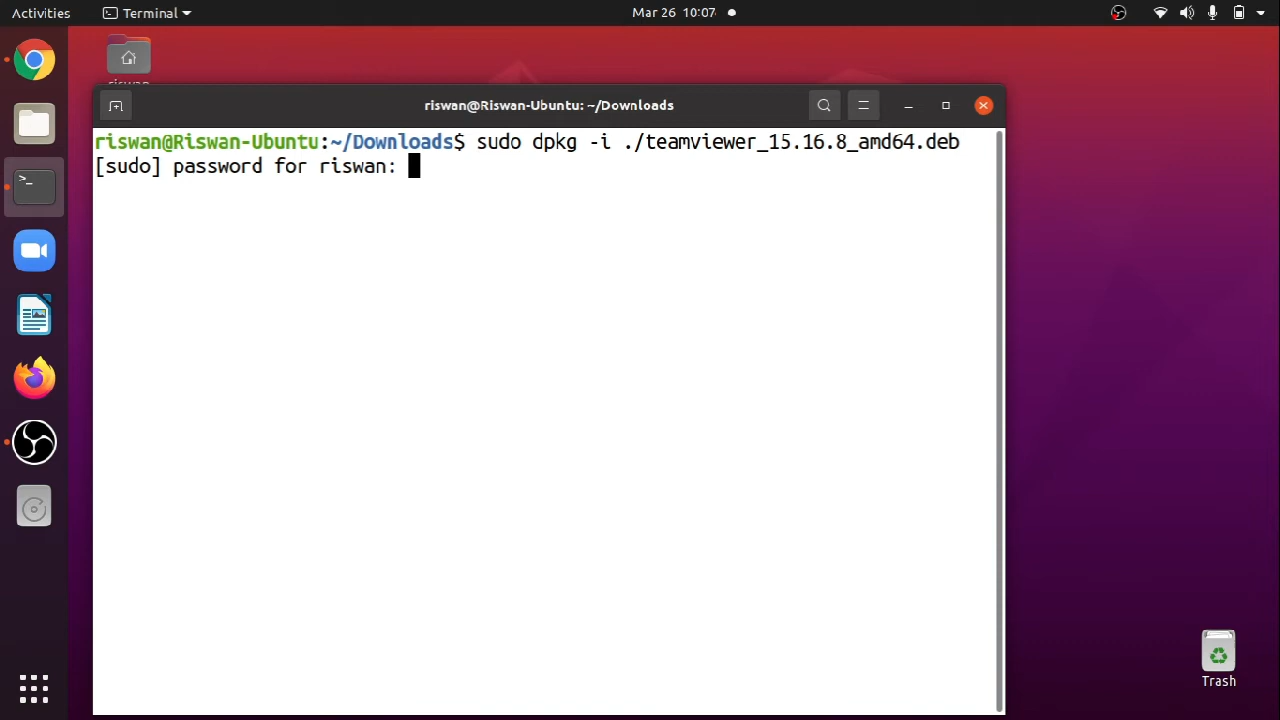 Activities
Terminal
Mar 26 10:07
riswan
riswan@Riswan-Ubuntu: ~/Downloads
riswan@Riswan-Ubuntu:~/Downloads$ sudo dpkg -i ./teamviewer_15.16.8_amd64.deb
[sudo] password for riswan:
Trash